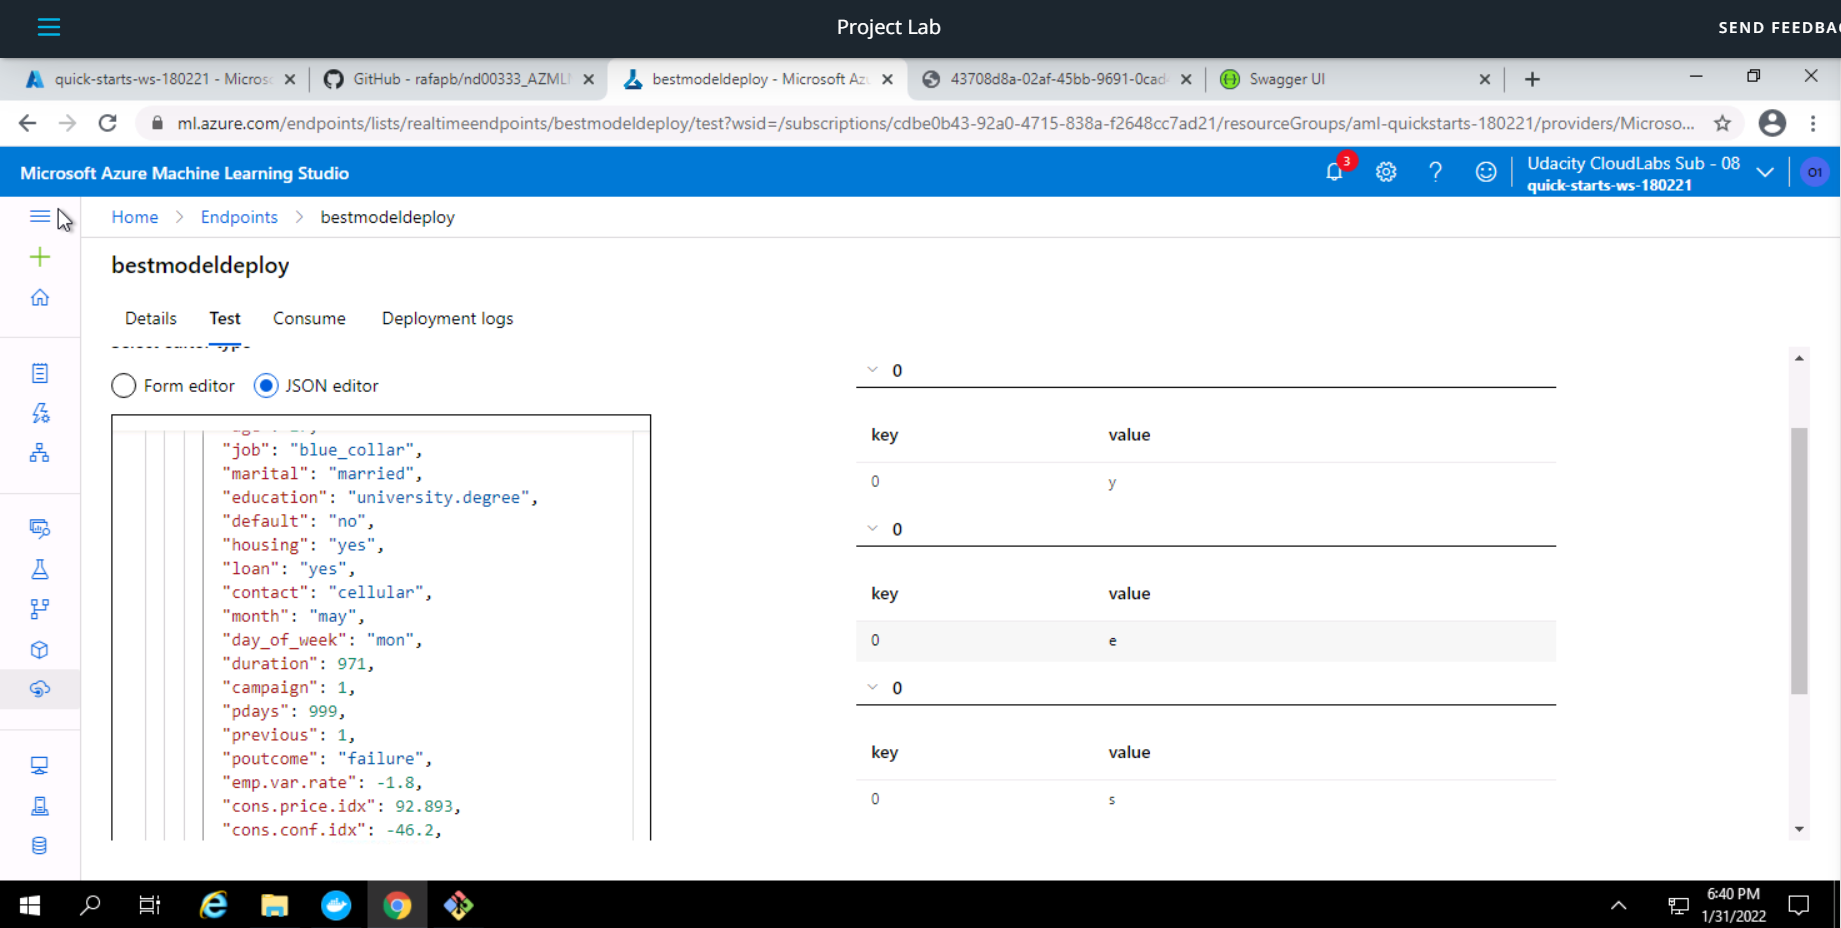 Project Lab
SEND FEEDBA
quick-starts-ws-180221 - Micros
GitHub - rafapb/nd00333_AZML
bestmodeldeploy - Microsoft Az
43708d8a-02af-45bb-9691-0cad
Swagger UI
ml.azure.com/endpoints/lists/realtimeendpoints/bestmodeldeploy/test?wsid=/subscriptions/cdbe0b43-92a0-4715-838a-f2648cc7ad21/resourceGroups/aml-quickstarts-180221/providers/Microso...
Microsoft Azure Machine Learning Studio
3
?
Udacity CloudLabs Sub - 08
quick-starts-ws-180221
O1
Home > Endpoints > bestmodeldeploy
bestmodeldeploy
Details Test Consume Deployment logs
Form editor JSON editor
"job": "blue_collar",
"marital": "married",
"education": "university.degree",
"default": "no",
"housing": "yes",
"loan": "yes",
"contact": "cellular",
"month": "may",
"day_of_week": "mon",
"duration": 971,
"campaign": 1,
"pdays": 999,
"previous": 1,
"poutcome": "failure",
"emp.var.rate": -1.8,
"cons.price.idx": 92.893,
"cons.conf.idx": -46.2,
0
key value
0 y
0
key value
0 e
0
key value
0 s
6:40 PM
1/31/2022